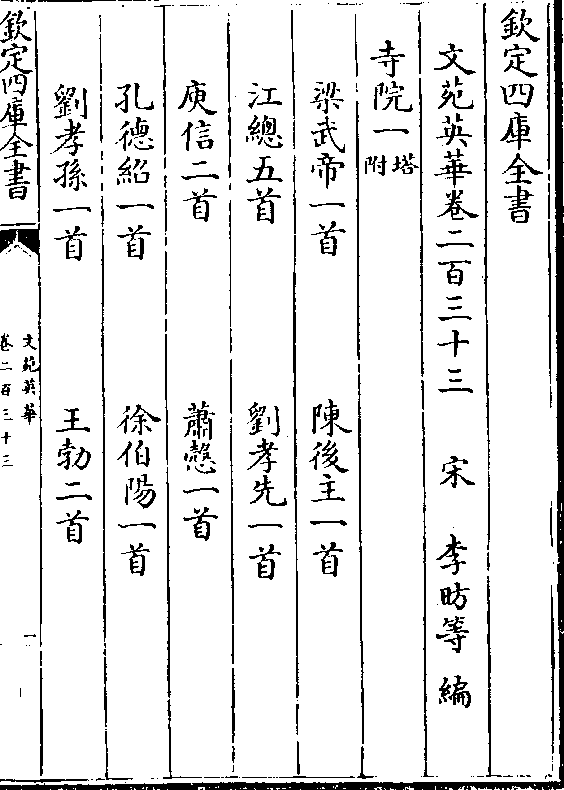 欽定四庫全書
文苑英華卷二百三十三　宋　李昉等　編
寺院一塔附
梁武帝一首　陳後主一首
江總五首　劉孝先一首
庾信二首　蕭慤一首
孔德紹一首　徐伯陽一首
劉孝孫一首　王勃二首
欽定四庫全書
文苑英華
卷二百三十三
一